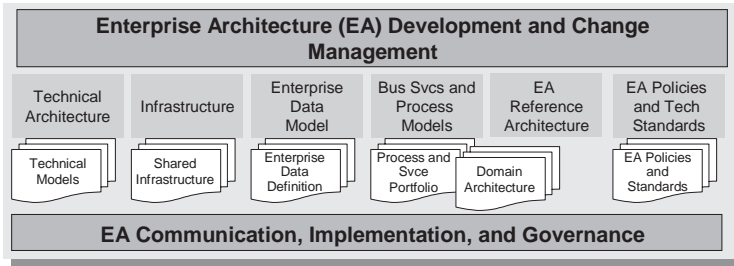 Enterprise Architecture (EA) Development and Change
Management
Technical
Architecture
Infrastructure
Enterprise
Data
Model
Bus Svcs and
Process
Models
EA
Reference
Architecture
EA Policies
and Tech
Standards
Technical
Models
Shared
Infrastructure
Enterprise
Data
Definition
Process and
Svce
Portfolio
Domain
Architecture
EA Policies
and
Standards
EA Communication, Implementation, and Governance